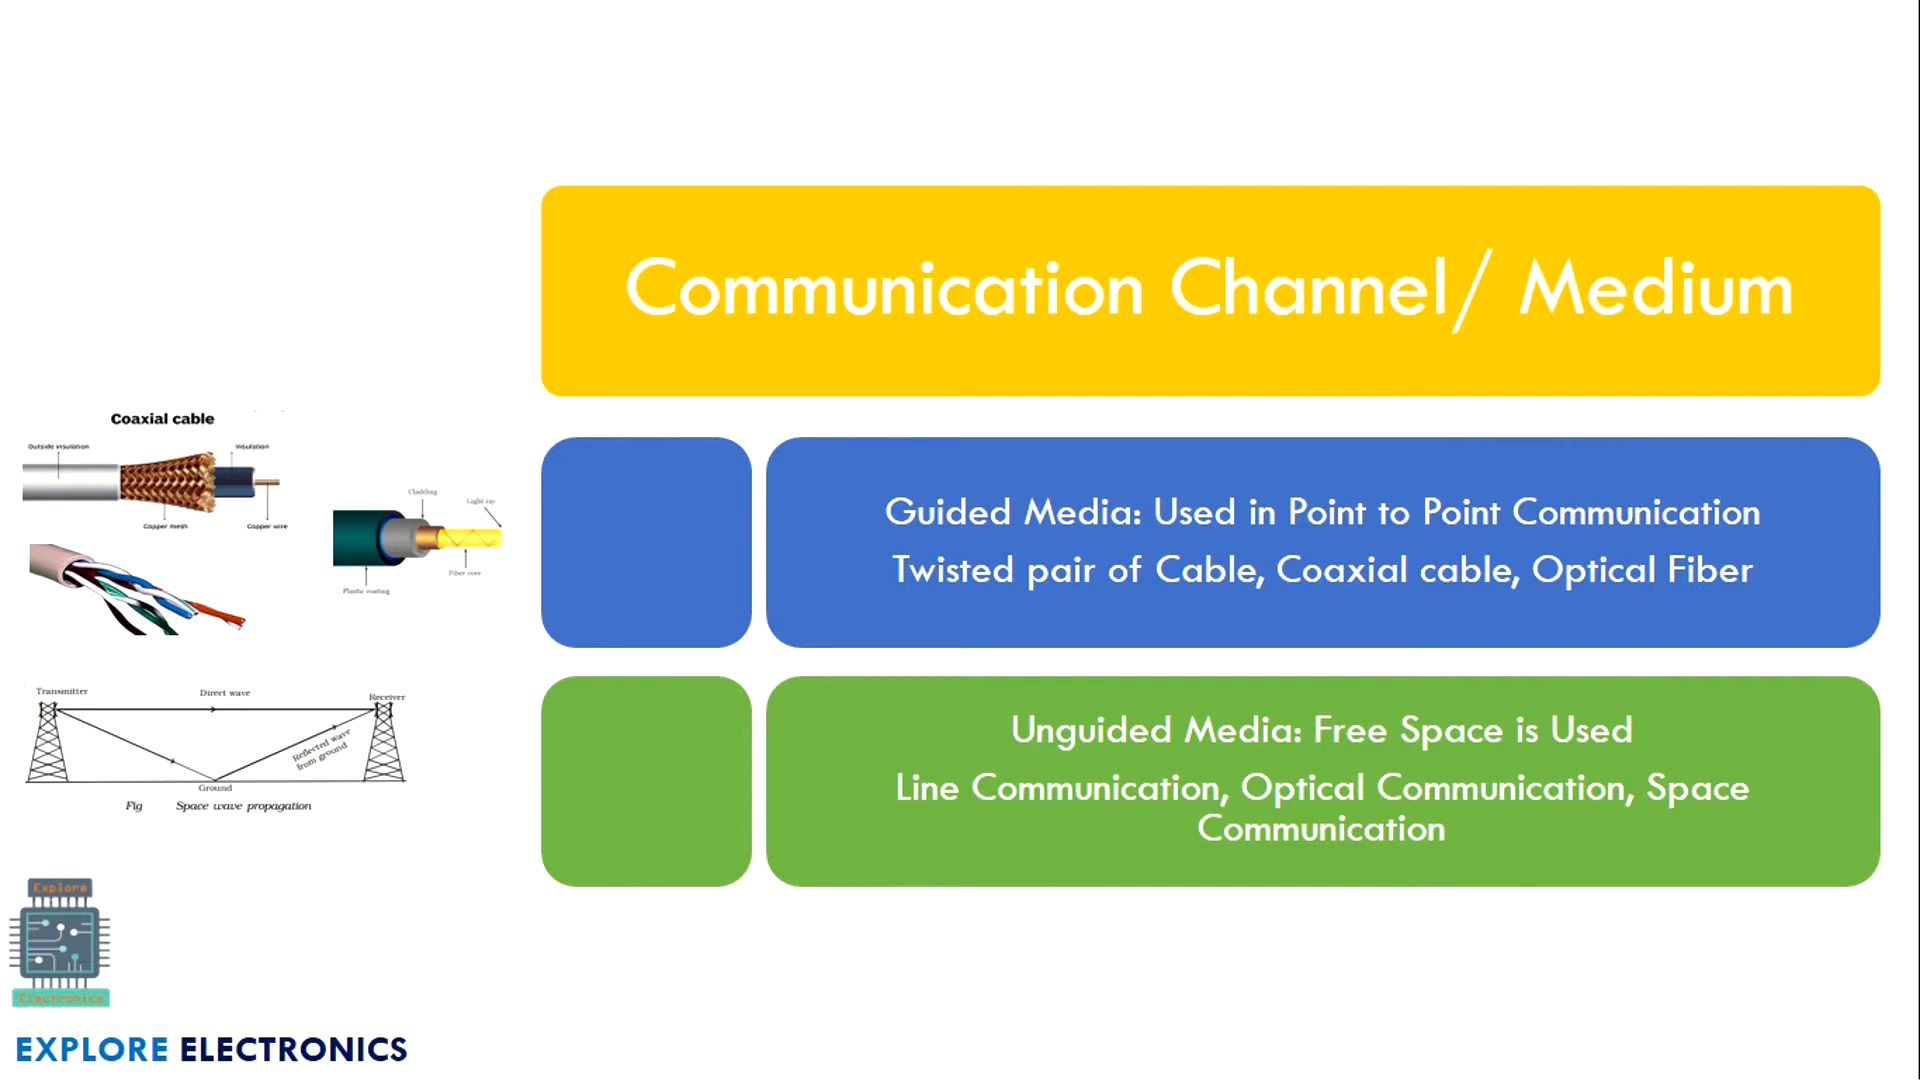 Communication Channel/ Medium
Coaxial cable
Outside insulation
Insulation
Copper mesh
Copper wire
Cladding
Light ray
Fiber core
Plastic coating
Guided Media: Used in Point to Point Communication
Twisted pair of Cable, Coaxial cable, Optical Fiber
Transmitter
Direct wave
Receiver
Reflected wave
from ground
Ground
Fig Space wave propagation
Unguided Media: Free Space is Used
Line Communication, Optical Communication, Space
Communication
Explore
Electronics
EXPLORE ELECTRONICS